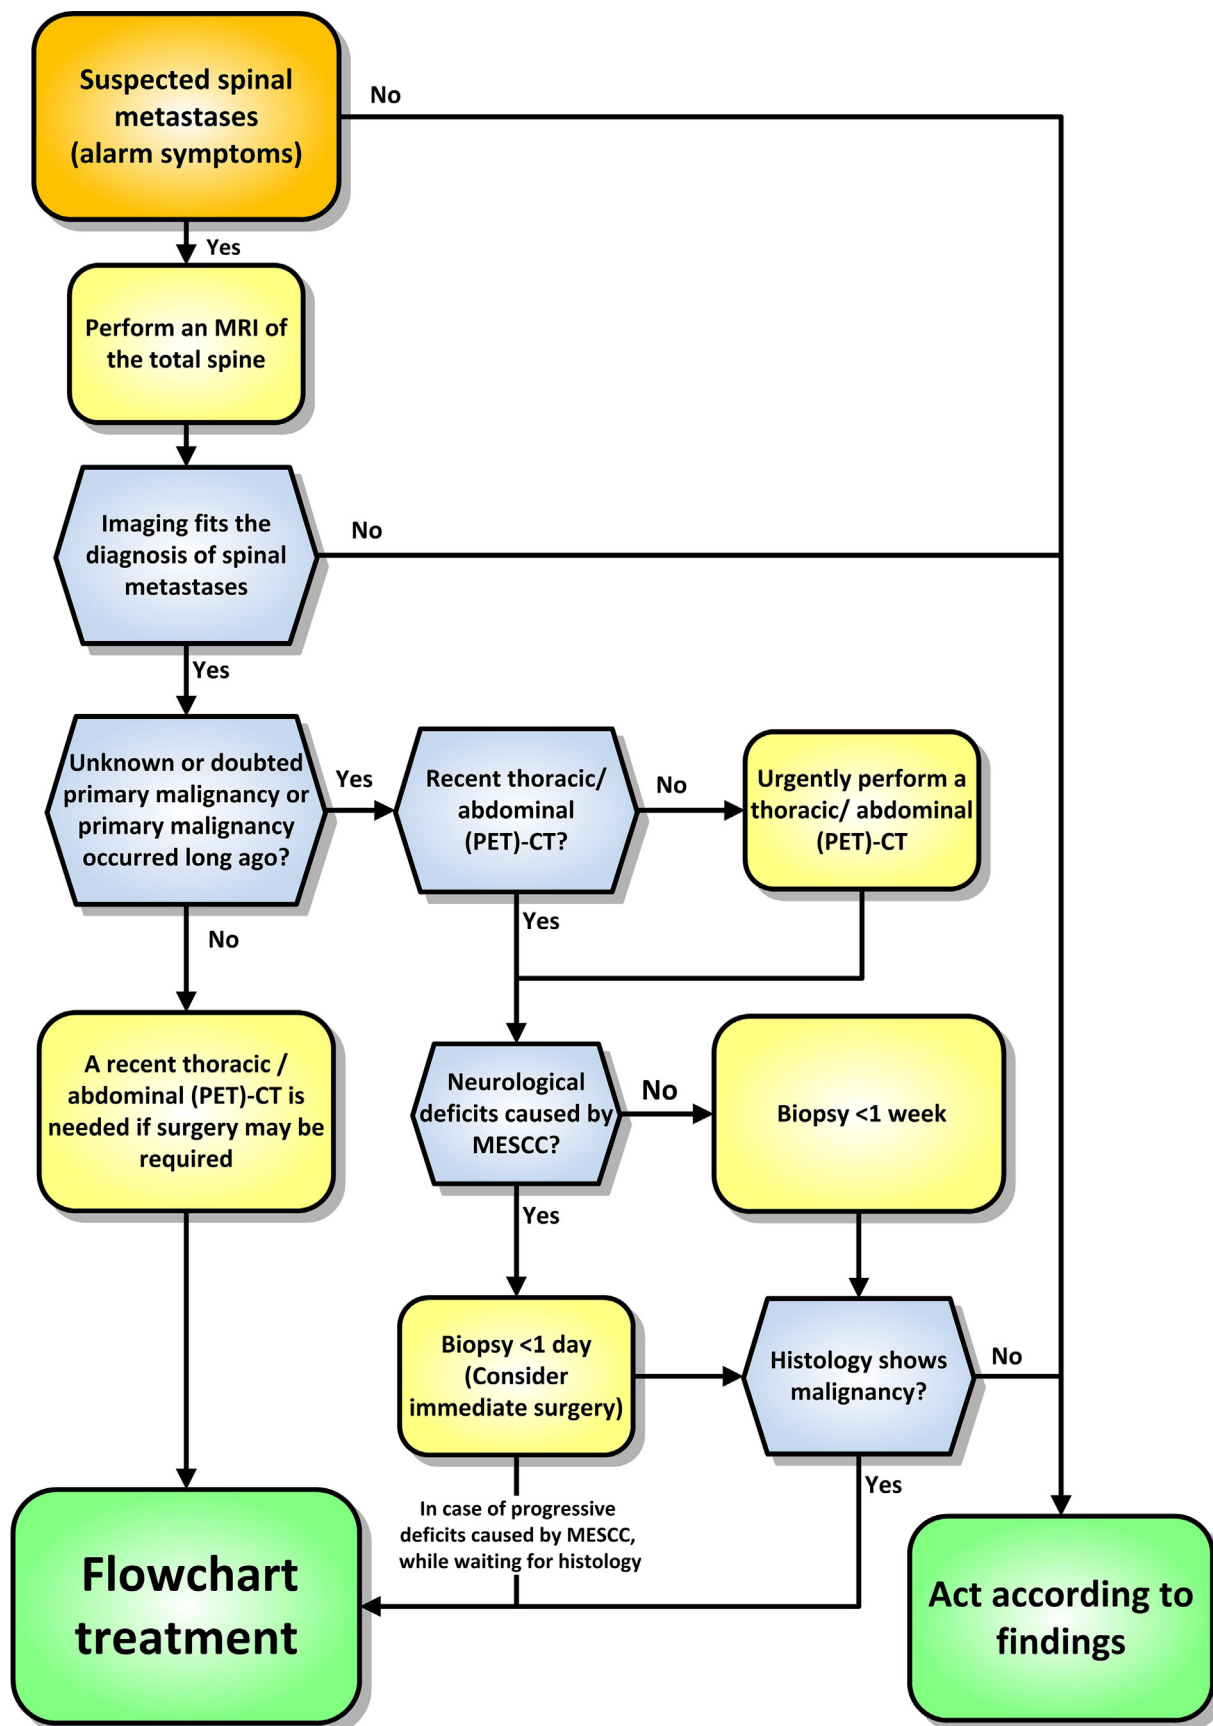 Suspected spinal
metastases
(alarm symptoms)
No
Yes
Perform an MRI of
the total spine
Imaging fits the
diagnosis of spinal
metastases
No
Yes
Unknown or doubted
primary malignancy or
primary malignancy
occurred long ago?
Yes
Recent thoracic/
abdominal
(PET)-CT?
No
Urgently perform a
thoracic/ abdominal
(PET)-CT
No
Yes
A recent thoracic /
abdominal (PET)-CT is
needed if surgery may be
required
Neurological
deficits caused by
MESCC?
No
Biopsy <1 week
Yes
Biopsy <1 day
(Consider
immediate surgery)
Histology shows
malignancy?
No
Yes
In case of progressive
deficits caused by MESCC,
while waiting for histology
Flowchart
treatment
Act according to
findings